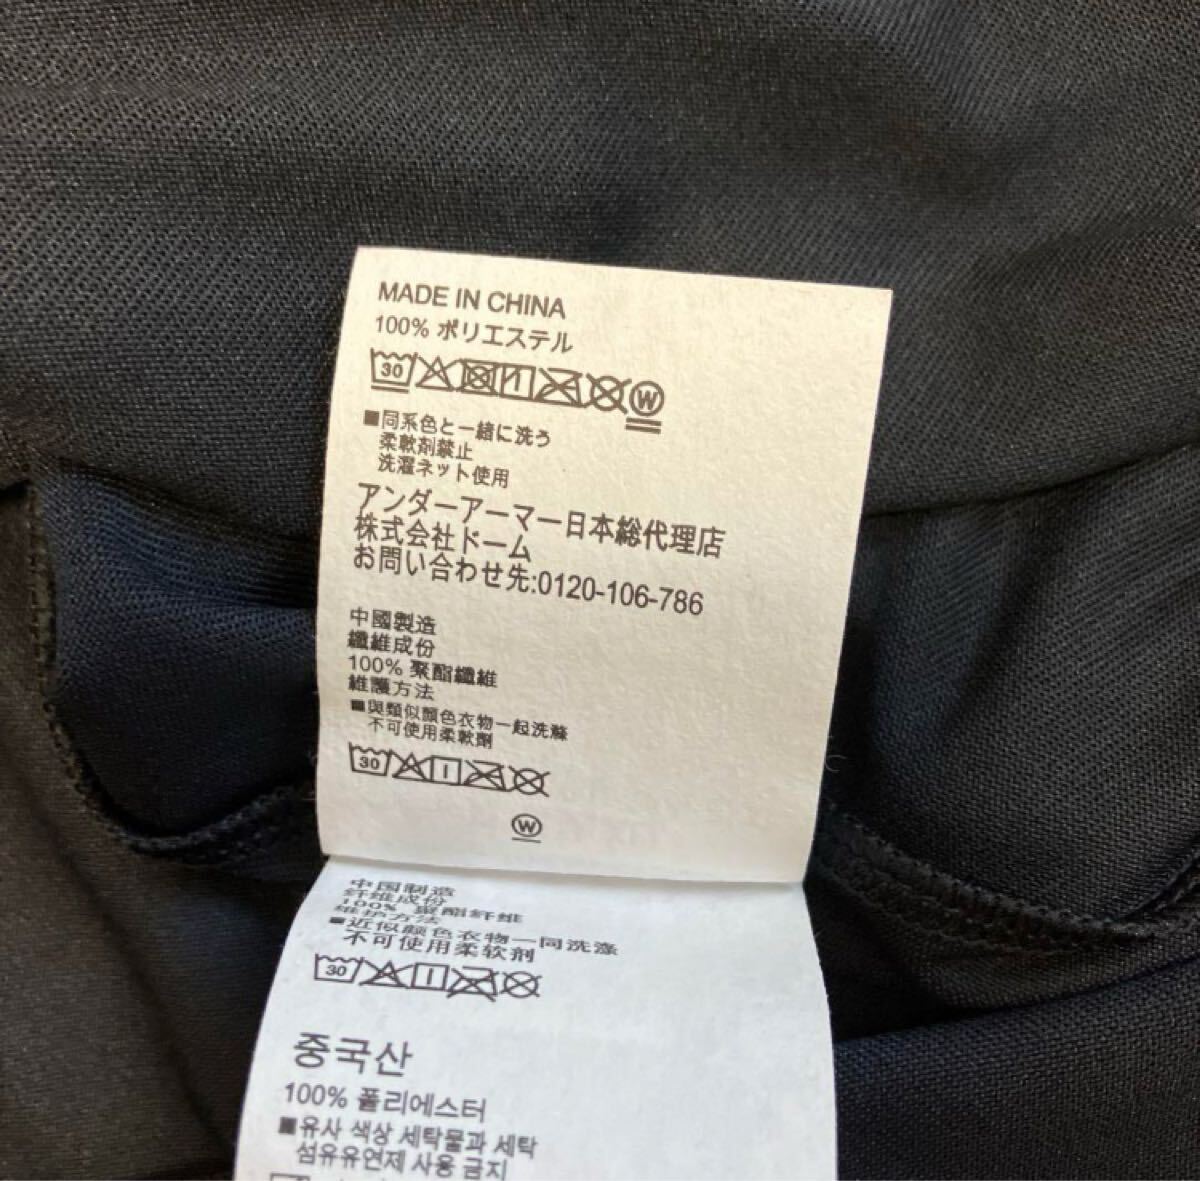 MADE IN CHINA
100% ポリエステル
30 W
■同系色と一緒に洗う
柔軟剤禁止
洗濯ネット使用
アンダーアーマー日本総代理店
株式会社ドーム
お問い合わせ先:0120-106-786
中國製造
纖維成份
100% 聚酯纖維
維護方法
■與類似顏色衣物一起洗滌
不可使用柔軟劑
30
W
中国制造
纤维成份
100% 聚酯纤维
维护方法
■近似颜色衣物一同洗涤
不可使用柔软剂
30
중국산
100% 폴리에스터
■유사 색상 세탁물과 세탁
섬유유연제 사용 금지